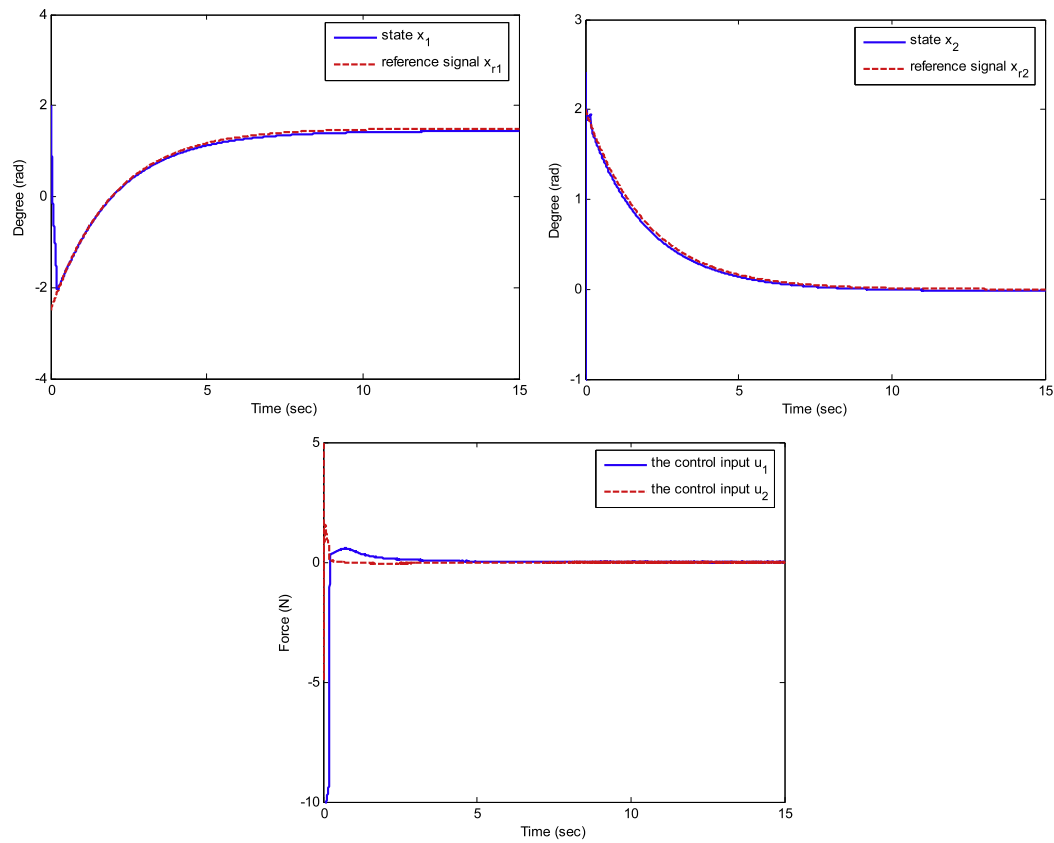 4
2
0
-2
-4
Degree (rad)
state x1
reference signal xr1
0
5
10
15
Time (sec)
3
2
1
0
-1
Degree (rad)
state x2
reference signal xr2
0
5
10
15
Time (sec)
5
0
-5
-10
Force (N)
the control input u1
the control input u2
0
5
10
15
Time (sec)